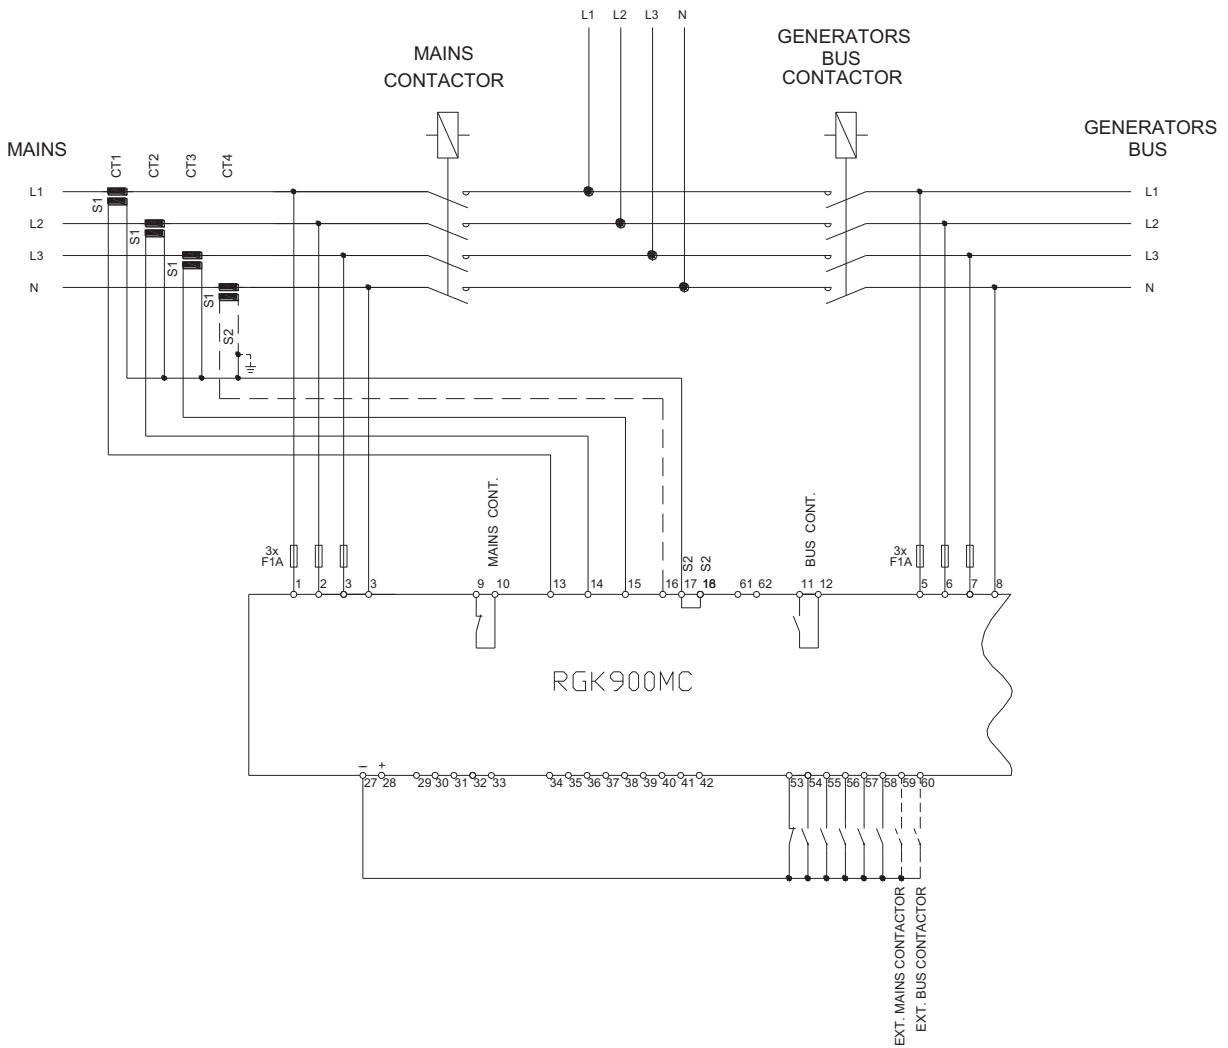 L1 L2 L3 N
MAINS
CONTACTOR
GENERATORS
BUS
CONTACTOR
MAINS
GENERATORS
BUS
CT1 CT2 CT3 CT4
L1
S1
L2
S1
L3
S1
N
S1
S2
L1
L2
L3
N
MAINS CONT.
BUS CONT.
S2 S2
3x
F1A
3x
F1A
1 2 3 3 9 10 13 14 15 16 17 18 61 62 11 12 5 6 7 8
RGK900MC
– +
27 28 29 30 31 32 33 34 35 36 37 38 39 40 41 42 53 54 55 56 57 58 59 60
EXT. MAINS CONTACTOR
EXT. BUS CONTACTOR